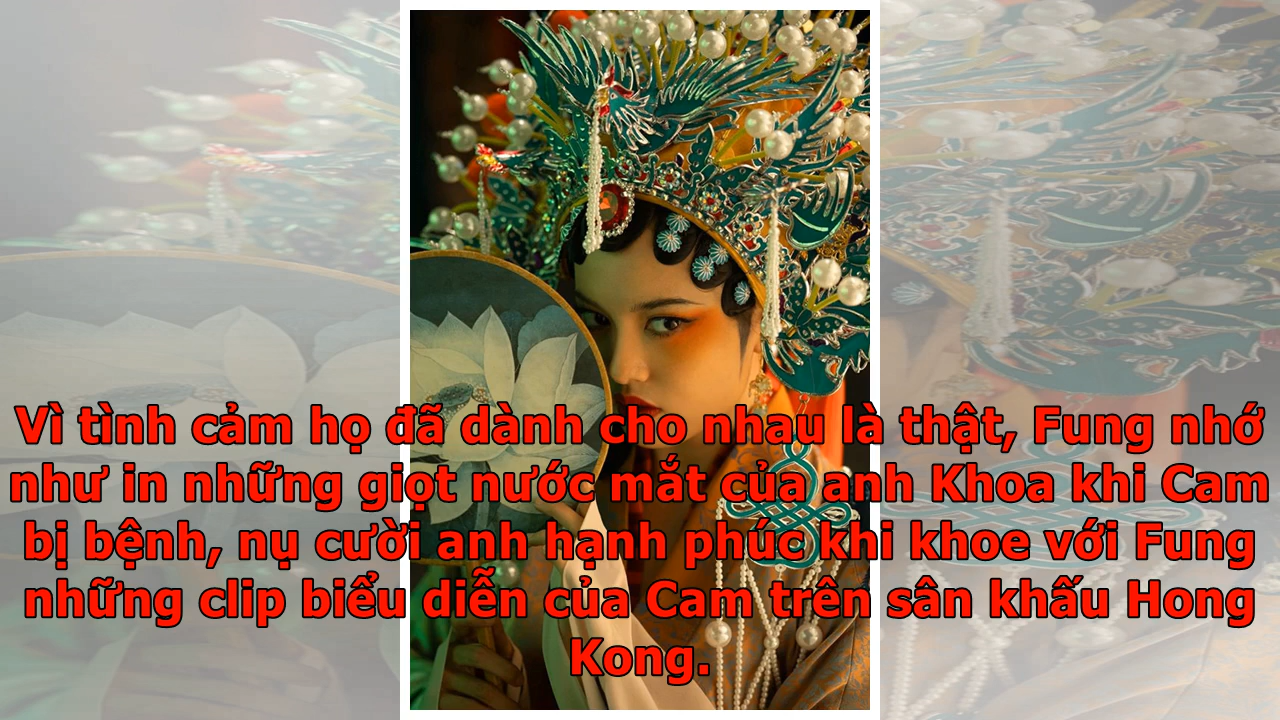 Vì tình cảm họ đã dành cho nhau là thật, Fung nhớ
như in những giọt nước mắt của anh Khoa khi Cam
bị bệnh, nụ cười anh hạnh phúc khi khoe với Fung
những clip biểu diễn của Cam trên sân khấu Hong
Kong.